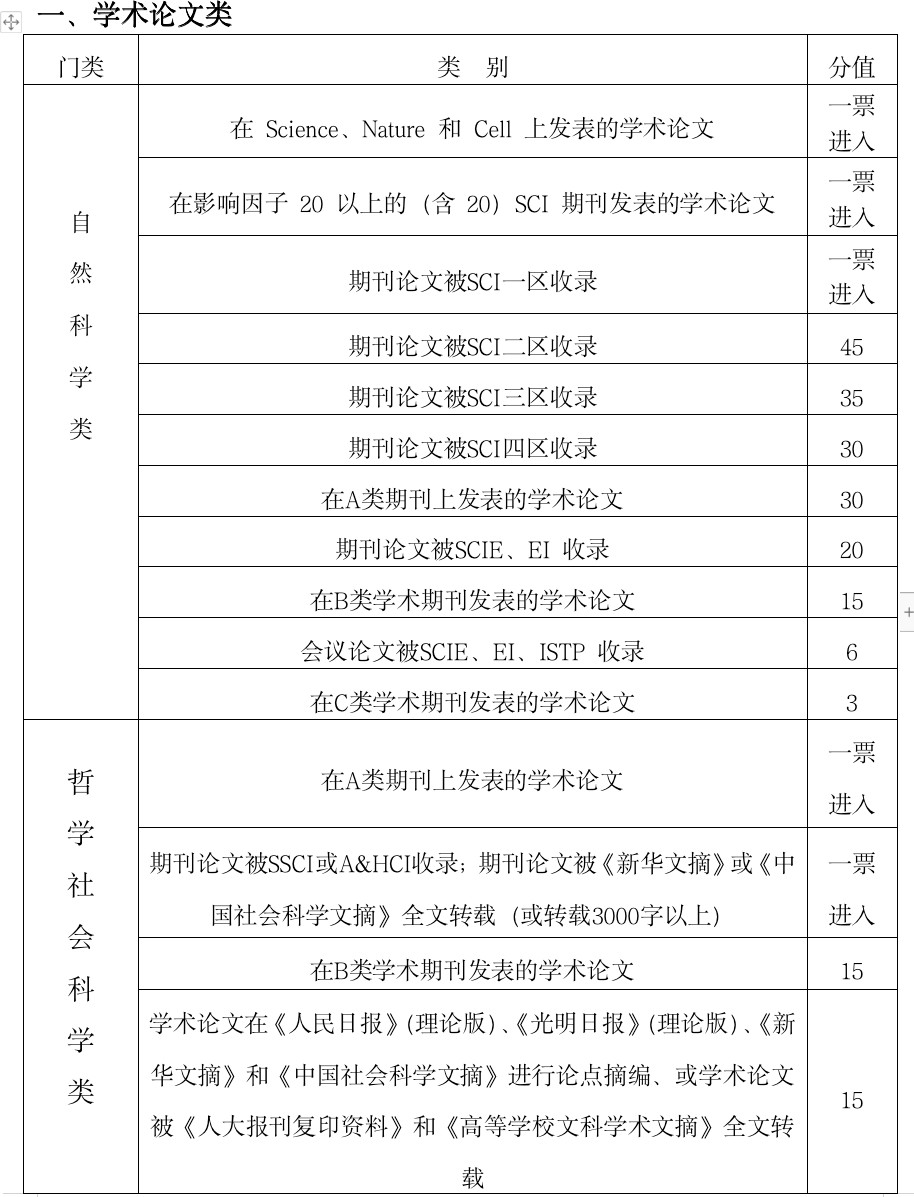 一、学术论文类
门类 类 别 分值
自
然
科
学
类
在 Science、Nature 和 Cell 上发表的学术论文
一票
进入
在影响因子 20 以上的（含 20）SCI 期刊发表的学术论文
一票
进入
期刊论文被SCI一区收录
一票
进入
期刊论文被SCI二区收录 45
期刊论文被SCI三区收录 35
期刊论文被SCI四区收录 30
在A类期刊上发表的学术论文 30
期刊论文被SCIE、EI 收录 20
在B类学术期刊发表的学术论文 15
会议论文被SCIE、EI、ISTP 收录 6
在C类学术期刊发表的学术论文 3
哲
学
社
会
科
学
类
在A类期刊上发表的学术论文
一票
进入
期刊论文被SSCI或A&HCI收录；期刊论文被《新华文摘》或《中
国社会科学文摘》全文转载（或转载3000字以上）
一票
进入
在B类学术期刊发表的学术论文 15
学术论文在《人民日报》（理论版）、《光明日报》（理论版）、《新
华文摘》和《中国社会科学文摘》进行论点摘编、或学术论文
被《人大报刊复印资料》和《高等学校文科学术文摘》全文转
载
15